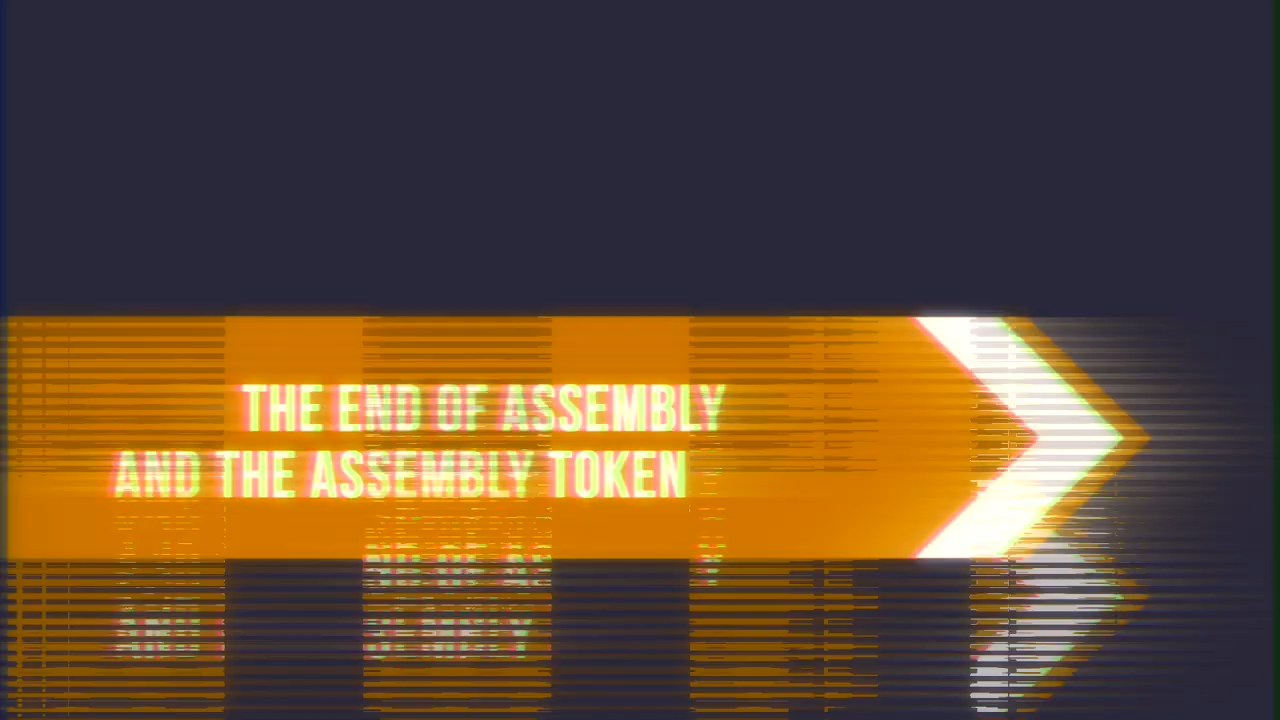 THE END OF ASSEMBLY
AND THE ASSEMBLY TOKEN